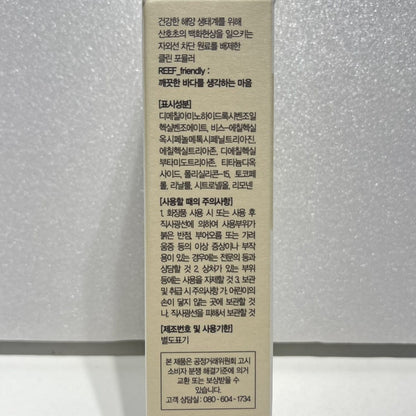 건강한 해양 생태계를 위해
산호초의 백화현상을 일으키는
자외선 차단 원료를 배제한
클린 포뮬러
REEF_friendly :
깨끗한 바다를 생각하는 마음
[표시성분]
디에칠아미노하이드록시벤조일
헥실벤조에이트, 비스-에칠헥실
옥시페놀메톡시페닐트리아진,
에칠헥실트리아존, 디에칠헥실
부타미도트리아존, 티타늄디옥
사이드, 폴리실리콘-15, 토코페
롤, 리날룰, 시트로넬올, 리모넨
[사용할 때의 주의사항]
1. 화장품 사용 시 또는 사용 후
직사광선에 의하여 사용부위가
붉은 반점, 부어오름 또는 가려
움증 등의 이상 증상이나 부작
용이 있는 경우에는 전문의 등과
상담할 것 2. 상처가 있는 부위
등에는 사용을 자제할 것 3. 보관
및 취급 시 주의사항 가. 어린이의
손이 닿지 않는 곳에 보관할 것
나. 직사광선을 피해서 보관할 것
[제조번호 및 사용기한]
별도표기
본 제품은 공정거래위원회 고시
소비자 분쟁 해결기준에 의거
교환 또는 보상받을 수
있습니다.
고객 상담실 : 080 - 604 - 1734